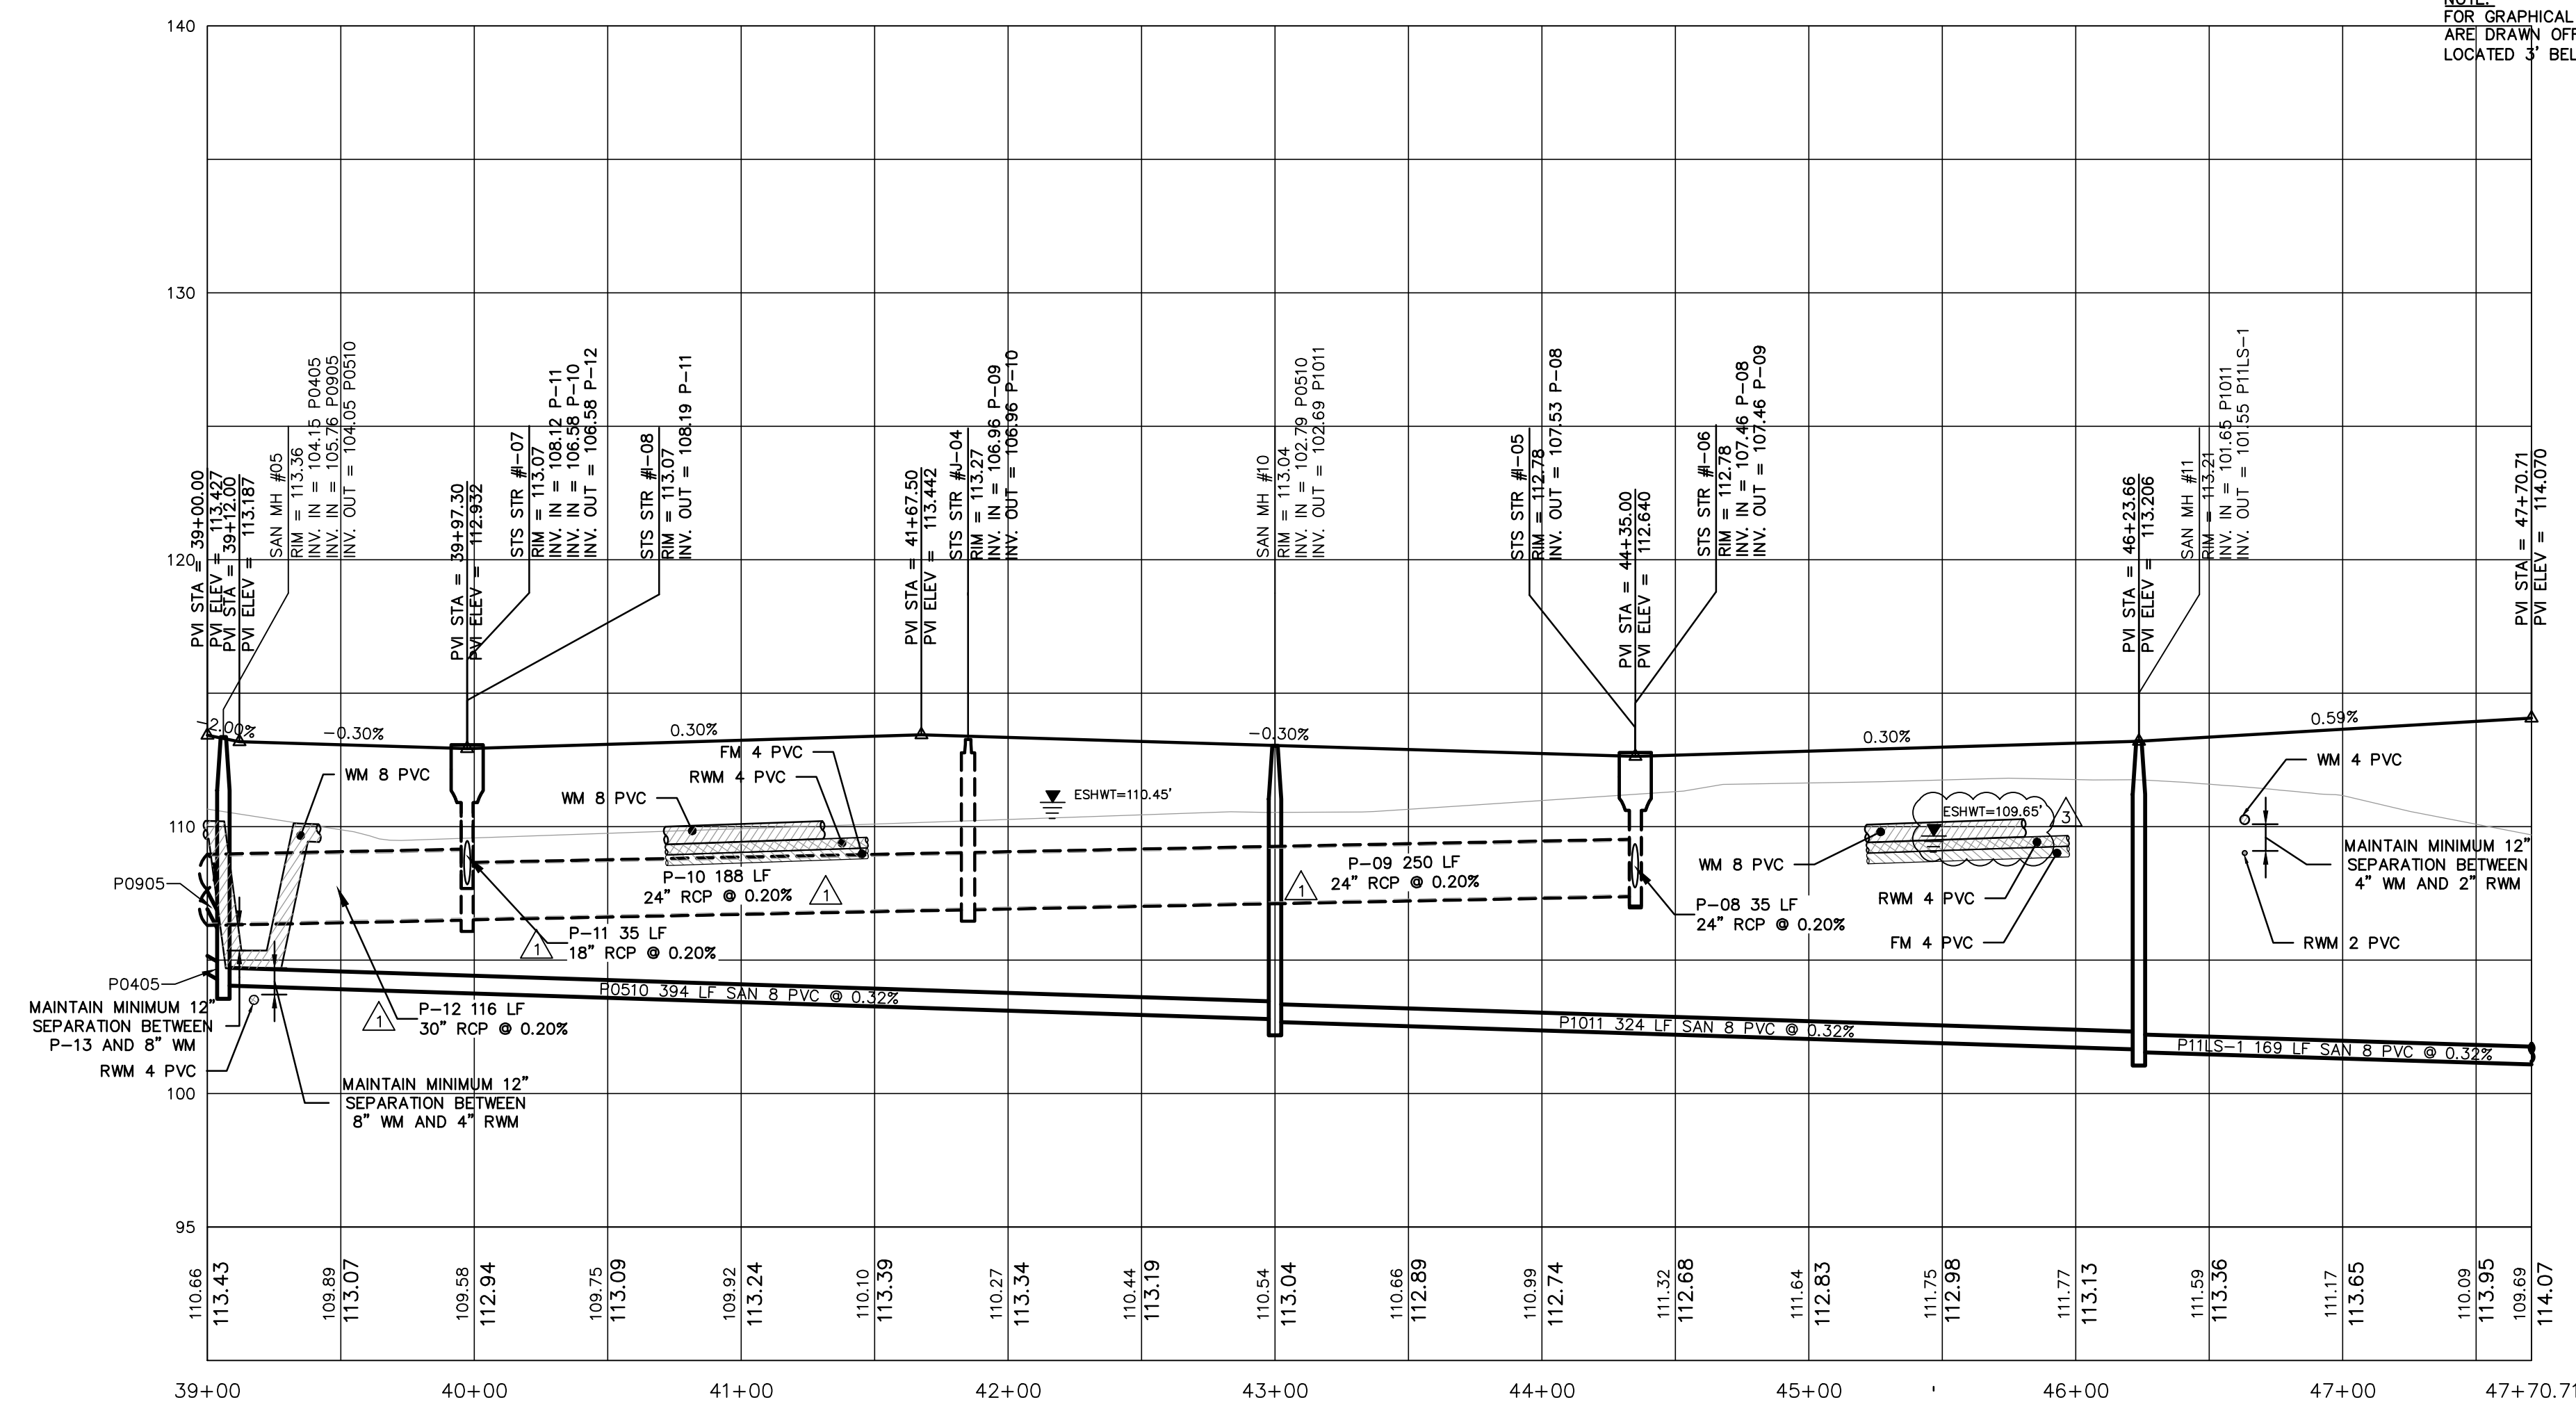 NOTE:
FOR GRAPHICAL
ARE DRAWN OFF
LOCATED 3' BEL
140
130
120
110
100
95
PVI STA = 39+00.00
PVI ELEV = 113.427
PVI STA = 39+12.00
PVI ELEV = 113.187
SAN MH #05
RIM = 113.36
INV. IN = 104.15 P0405
INV. IN = 105.76 P0905
INV. OUT = 104.05 P0510
PVI STA = 39+97.30
PVI ELEV = 112.932
STS STR #I-07
RIM = 113.07
INV. IN = 108.12 P-11
INV. IN = 106.58 P-10
INV. OUT = 106.58 P-12
STS STR #I-08
RIM = 113.07
INV. OUT = 108.19 P-11
PVI STA = 41+67.50
PVI ELEV = 113.442
STS STR #J-04
RIM = 113.27
INV. IN = 106.96 P-09
INV. OUT = 106.96 P-10
SAN MH #10
RIM = 113.04
INV. IN = 102.79 P0510
INV. OUT = 102.69 P1011
STS STR #I-05
RIM = 112.78
INV. OUT = 107.53 P-08
PVI STA = 44+35.00
PVI ELEV = 112.640
STS STR #I-06
RIM = 112.78
INV. IN = 107.46 P-08
INV. OUT = 107.46 P-09
PVI STA = 46+23.66
PVI ELEV = 113.206
SAN MH #11
RIM = 113.21
INV. IN = 101.65 P1011
INV. OUT = 101.55 P11LS-1
PVI STA = 47+70.71
PVI ELEV = 114.070
-2.00%
-0.30%
0.30%
-0.30%
0.30%
0.59%
WM 8 PVC
FM 4 PVC
RWM 4 PVC
WM 8 PVC
ESHWT=110.45'
ESHWT=109.65'
3
WM 4 PVC
MAINTAIN MINIMUM 12"
SEPARATION BETWEEN
4" WM AND 2" RWM
RWM 2 PVC
WM 8 PVC
RWM 4 PVC
FM 4 PVC
P0905
P-10 188 LF
24" RCP @ 0.20%
1
1
P-09 250 LF
24" RCP @ 0.20%
P-08 35 LF
24" RCP @ 0.20%
1
P-11 35 LF
18" RCP @ 0.20%
P0405
MAINTAIN MINIMUM 12"
SEPARATION BETWEEN
P-13 AND 8" WM
RWM 4 PVC
1
P-12 116 LF
30" RCP @ 0.20%
MAINTAIN MINIMUM 12"
SEPARATION BETWEEN
8" WM AND 4" RWM
P0510 394 LF SAN 8 PVC @ 0.32%
P1011 324 LF SAN 8 PVC @ 0.32%
P11LS-1 169 LF SAN 8 PVC @ 0.32%
110.66
113.43
109.89
113.07
109.58
112.94
109.75
113.09
109.92
113.24
110.10
113.39
110.27
113.34
110.44
113.19
110.54
113.04
110.66
112.89
110.99
112.74
111.32
112.68
111.64
112.83
111.75
112.98
111.77
113.13
111.59
113.36
111.17
113.65
110.09
113.95
109.69
114.07
39+00
40+00
41+00
42+00
43+00
44+00
45+00
46+00
47+00
47+70.71